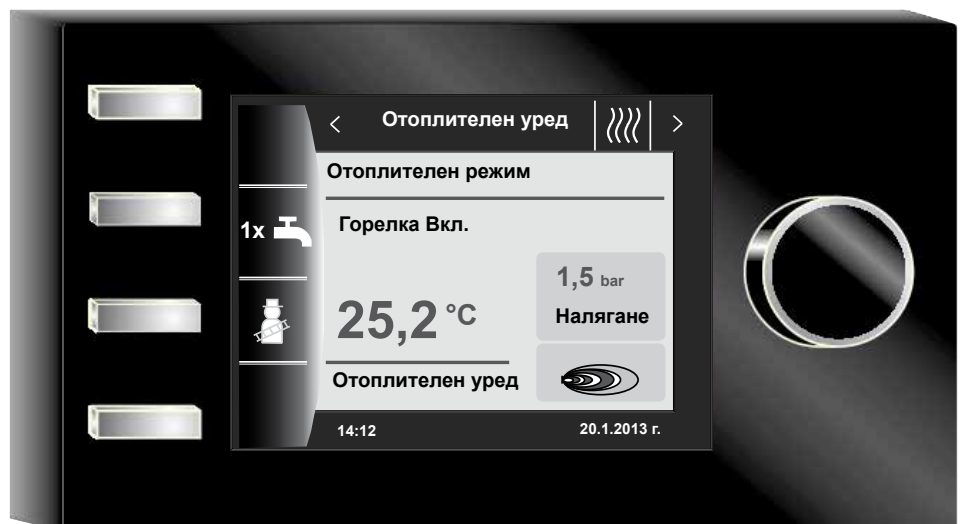 Отоплителен уред
Отоплителен режим
1x
Горелка Вкл.
1,5 bar
25,2 °C
Налягане
Отоплителен уред
14:12
20.1.2013 г.